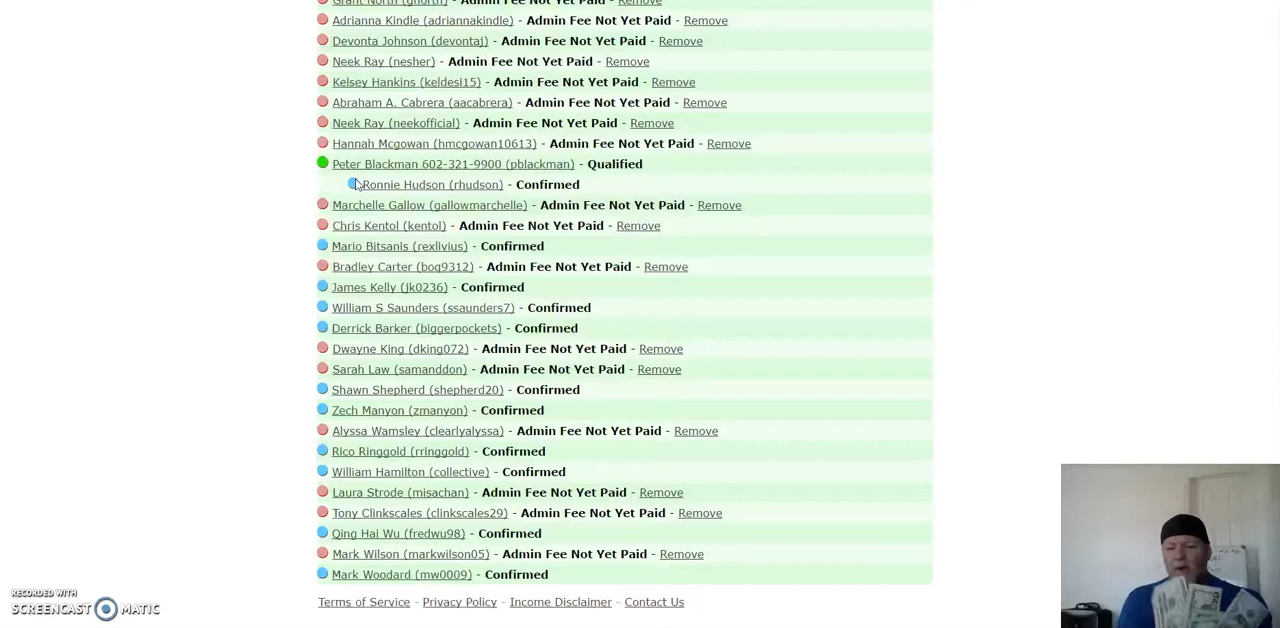 Grant North (gnorth) - Admin Fee Not Yet Paid - Remove
Adrianna Kindle (adriannakindle) - Admin Fee Not Yet Paid - Remove
Devonta Johnson (devontaj) - Admin Fee Not Yet Paid - Remove
Neek Ray (nesher) - Admin Fee Not Yet Paid - Remove
Kelsey Hankins (keldesi15) - Admin Fee Not Yet Paid - Remove
Abraham A. Cabrera (aacabrera) - Admin Fee Not Yet Paid - Remove
Neek Ray (neekofficial) - Admin Fee Not Yet Paid - Remove
Hannah Mcgowan (hmcgowan10613) - Admin Fee Not Yet Paid - Remove
Peter Blackman 602-321-9900 (pblackman) - Qualified
Ronnie Hudson (rhudson) - Confirmed
Marchelle Gallow (gallowmarchelle) - Admin Fee Not Yet Paid - Remove
Chris Kentol (kentol) - Admin Fee Not Yet Paid - Remove
Mario Bitsanis (rexlivius) - Confirmed
Bradley Carter (boq9312) - Admin Fee Not Yet Paid - Remove
James Kelly (jk0236) - Confirmed
William S Saunders (ssaunders7) - Confirmed
Derrick Barker (biggerpockets) - Confirmed
Dwayne King (dking072) - Admin Fee Not Yet Paid - Remove
Sarah Law (samanddon) - Admin Fee Not Yet Paid - Remove
Shawn Shepherd (shepherd20) - Confirmed
Zech Manyon (zmanyon) - Confirmed
Alyssa Wamsley (clearlyalyssa) - Admin Fee Not Yet Paid - Remove
Rico Ringgold (rringgold) - Confirmed
William Hamilton (collective) - Confirmed
Laura Strode (misachan) - Admin Fee Not Yet Paid - Remove
Tony Clinkscales (clinkscales29) - Admin Fee Not Yet Paid - Remove
Qing Hai Wu (fredwu98) - Confirmed
Mark Wilson (markwilson05) - Admin Fee Not Yet Paid - Remove
Mark Woodard (mw0009) - Confirmed
Terms of Service - Privacy Policy - Income Disclaimer - Contact Us
RECORDED WITH
SCREENCAST MATIC